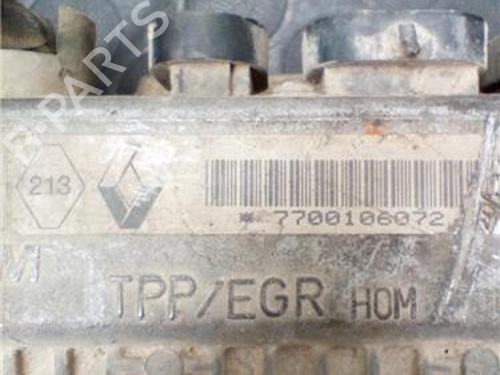 213
* 7700106072
M
TPP/EGR HOM
B-PARTS